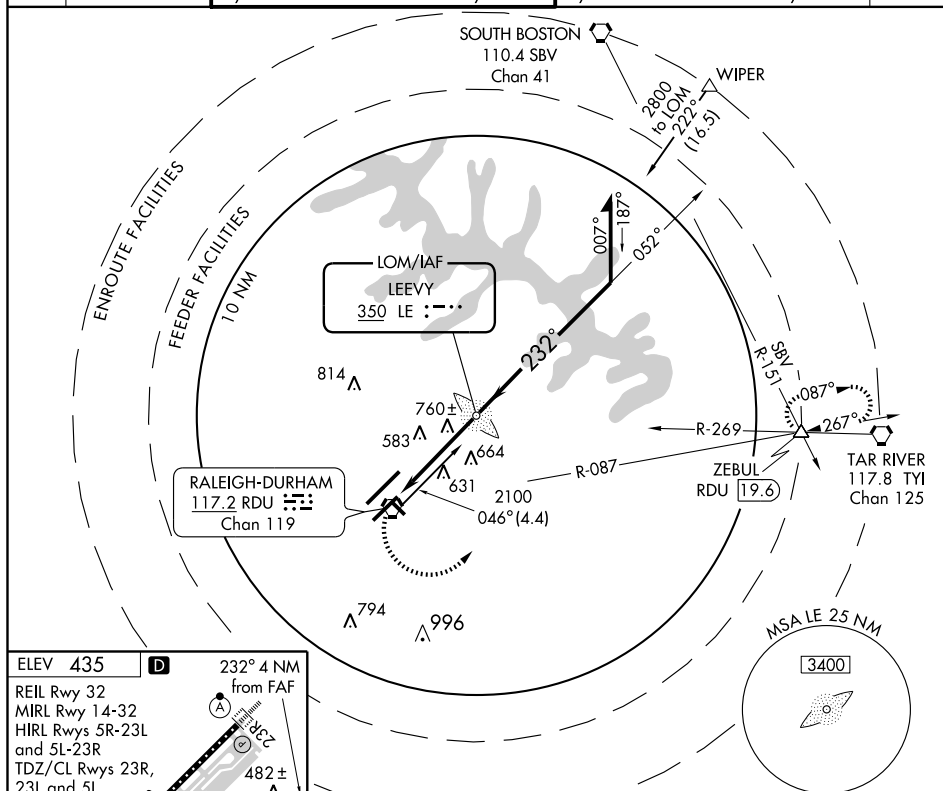 SOUTH BOSTON
110.4 SBV
Chan 41
WIPER
2800
to LOM
222°
(16.5)
ENROUTE FACILITIES
FEEDER FACILITIES
10 NM
LOM/IAF
LEEVY
350 LE
007°
187°
052°
232°
814
760±
583
664
631
SBV
R-151
087°
267°
R-269
R-087
ZEBUL
RDU 19.6
TAR RIVER
117.8 TYI
Chan 125
RALEIGH-DURHAM
117.2 RDU
Chan 119
2100
046° (4.4)
794
996
MSA LE 25 NM
3400
ELEV 435
D
232° 4 NM
from FAF
REIL Rwy 32
MIRL Rwy 14-32
HIRL Rwys 5R-23L
and 5L-23R
TDZ/CL Rwys 23R,
23L and 5L
A
23R
P
482±